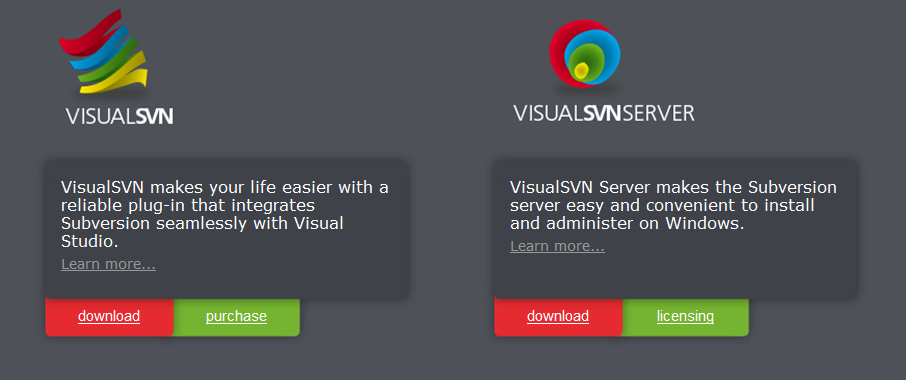 VISUALSVN
VisualSVN makes your life easier with a
reliable plug-in that integrates
Subversion seamlessly with Visual
Studio.
Learn more...
download
purchase
VISUALSVNSERVER
VisualSVN Server makes the Subversion
server easy and convenient to install
and administer on Windows.
Learn more...
download
licensing